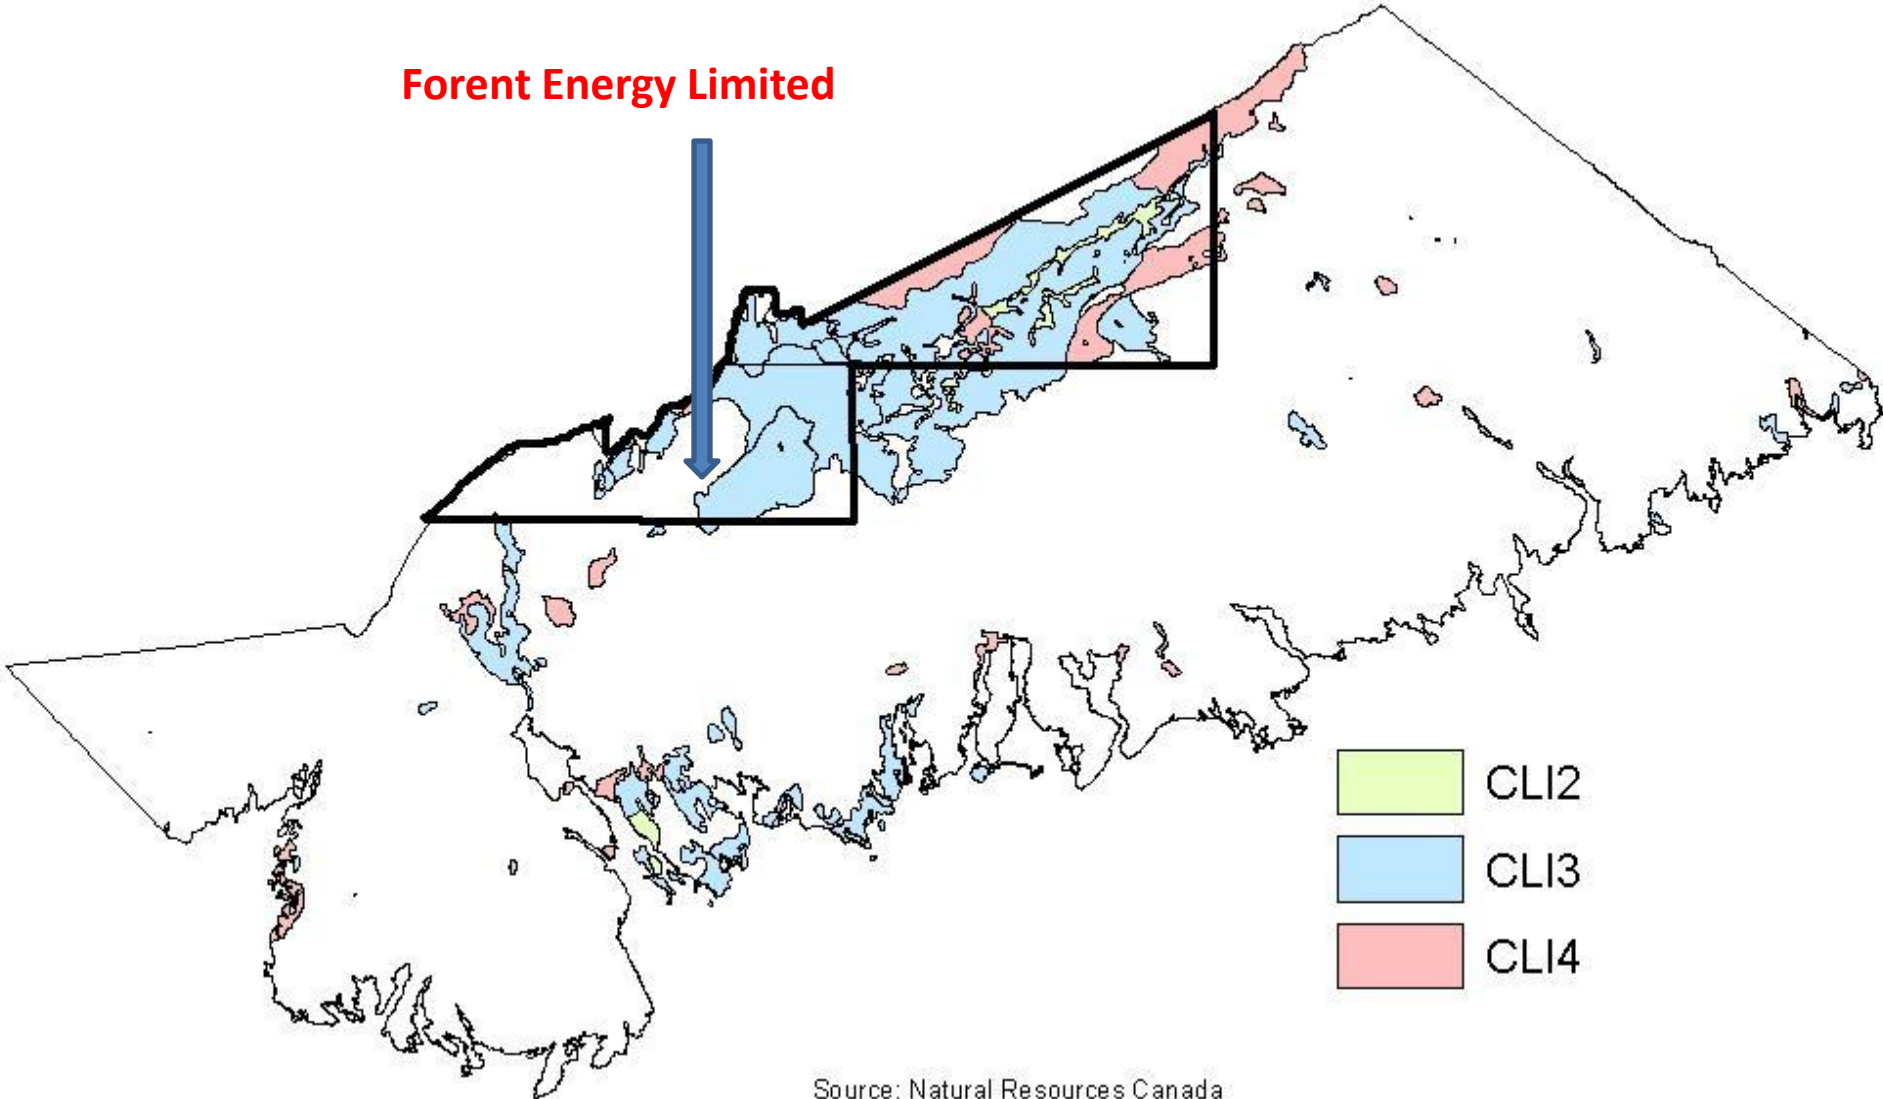 Forent Energy Limited
CLI2
CLI3
CLI4
Source: Natural Resources Canada